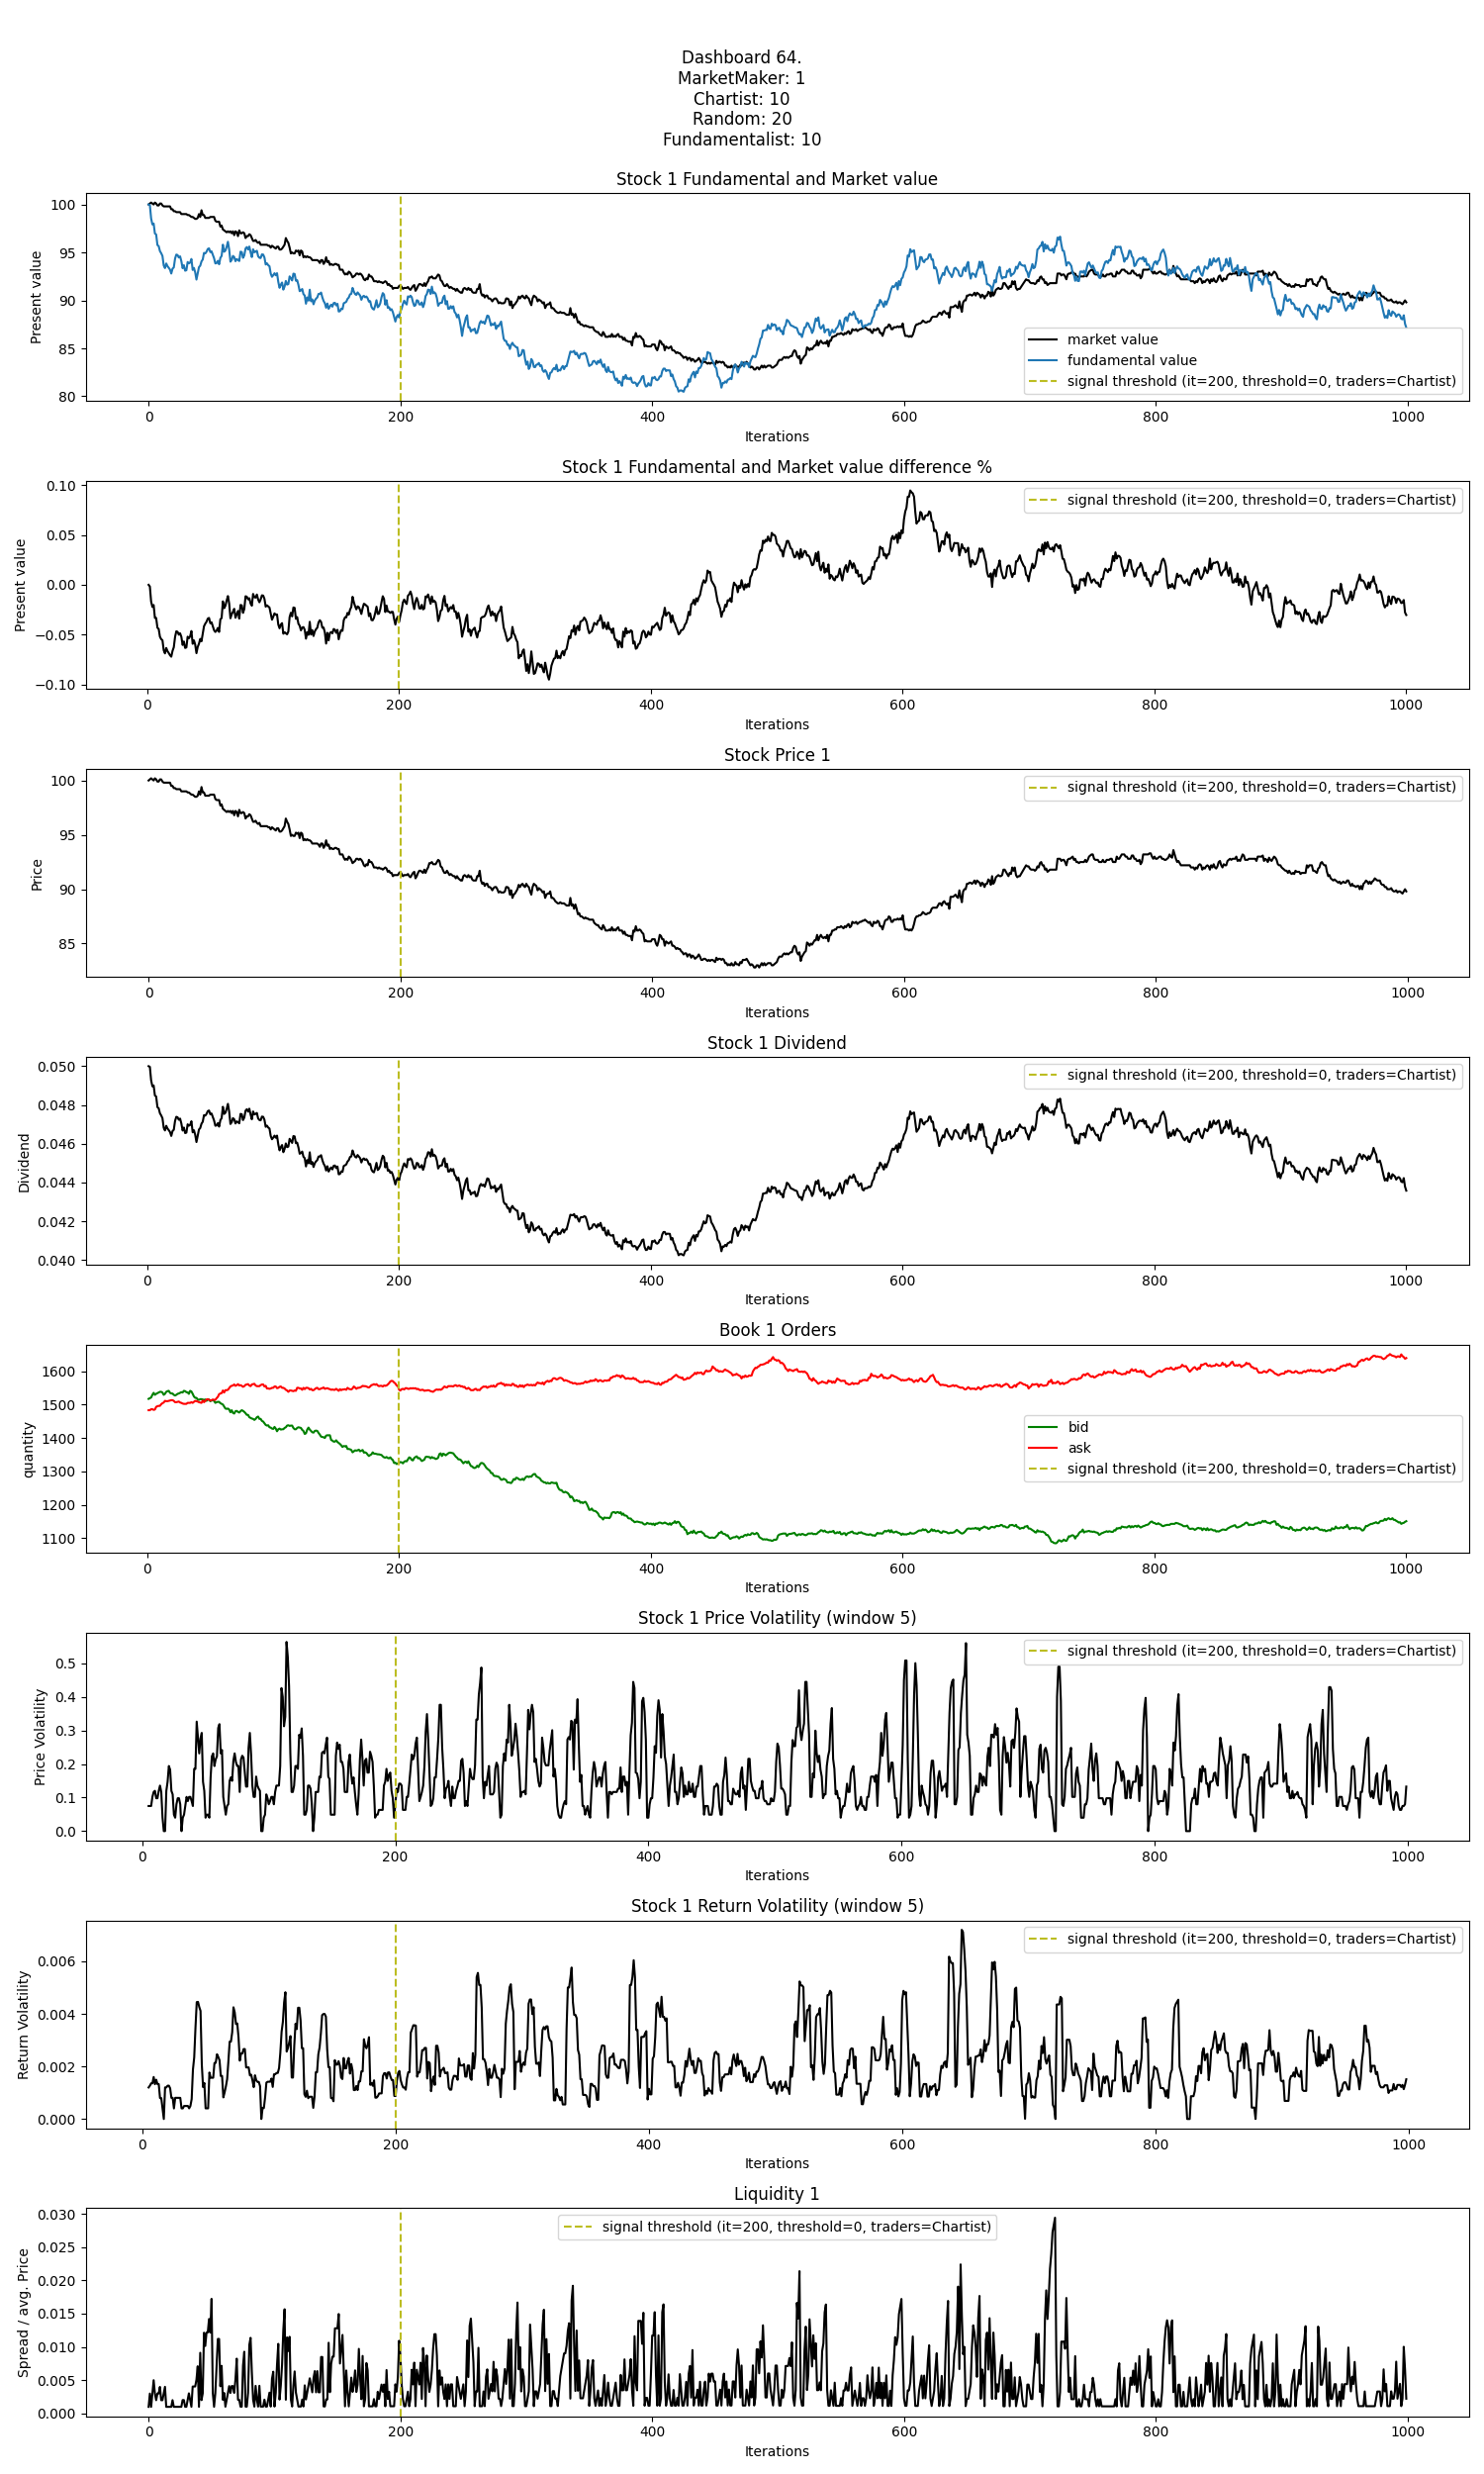 Dashboard 64.
MarketMaker: 1
Chartist: 10
Random: 20
Fundamentalist: 10
Stock 1 Fundamental and Market value
Present value
100
95
90
85
80
market value
fundamental value
signal threshold (it=200, threshold=0, traders=Chartist)
0 200 400 600 800 1000
Iterations
Stock 1 Fundamental and Market value difference %
Present value
0.10
0.05
0.00
−0.05
−0.10
signal threshold (it=200, threshold=0, traders=Chartist)
0 200 400 600 800 1000
Iterations
Stock Price 1
Price
100
95
90
85
signal threshold (it=200, threshold=0, traders=Chartist)
0 200 400 600 800 1000
Iterations
Stock 1 Dividend
Dividend
0.050
0.048
0.046
0.044
0.042
0.040
signal threshold (it=200, threshold=0, traders=Chartist)
0 200 400 600 800 1000
Iterations
Book 1 Orders
quantity
1600
1500
1400
1300
1200
1100
bid
ask
signal threshold (it=200, threshold=0, traders=Chartist)
0 200 400 600 800 1000
Iterations
Stock 1 Price Volatility (window 5)
Price Volatility
0.5
0.4
0.3
0.2
0.1
0.0
signal threshold (it=200, threshold=0, traders=Chartist)
0 200 400 600 800 1000
Iterations
Stock 1 Return Volatility (window 5)
Return Volatility
0.006
0.004
0.002
0.000
signal threshold (it=200, threshold=0, traders=Chartist)
0 200 400 600 800 1000
Iterations
Liquidity 1
Spread / avg. Price
0.030
0.025
0.020
0.015
0.010
0.005
0.000
signal threshold (it=200, threshold=0, traders=Chartist)
0 200 400 600 800 1000
Iterations